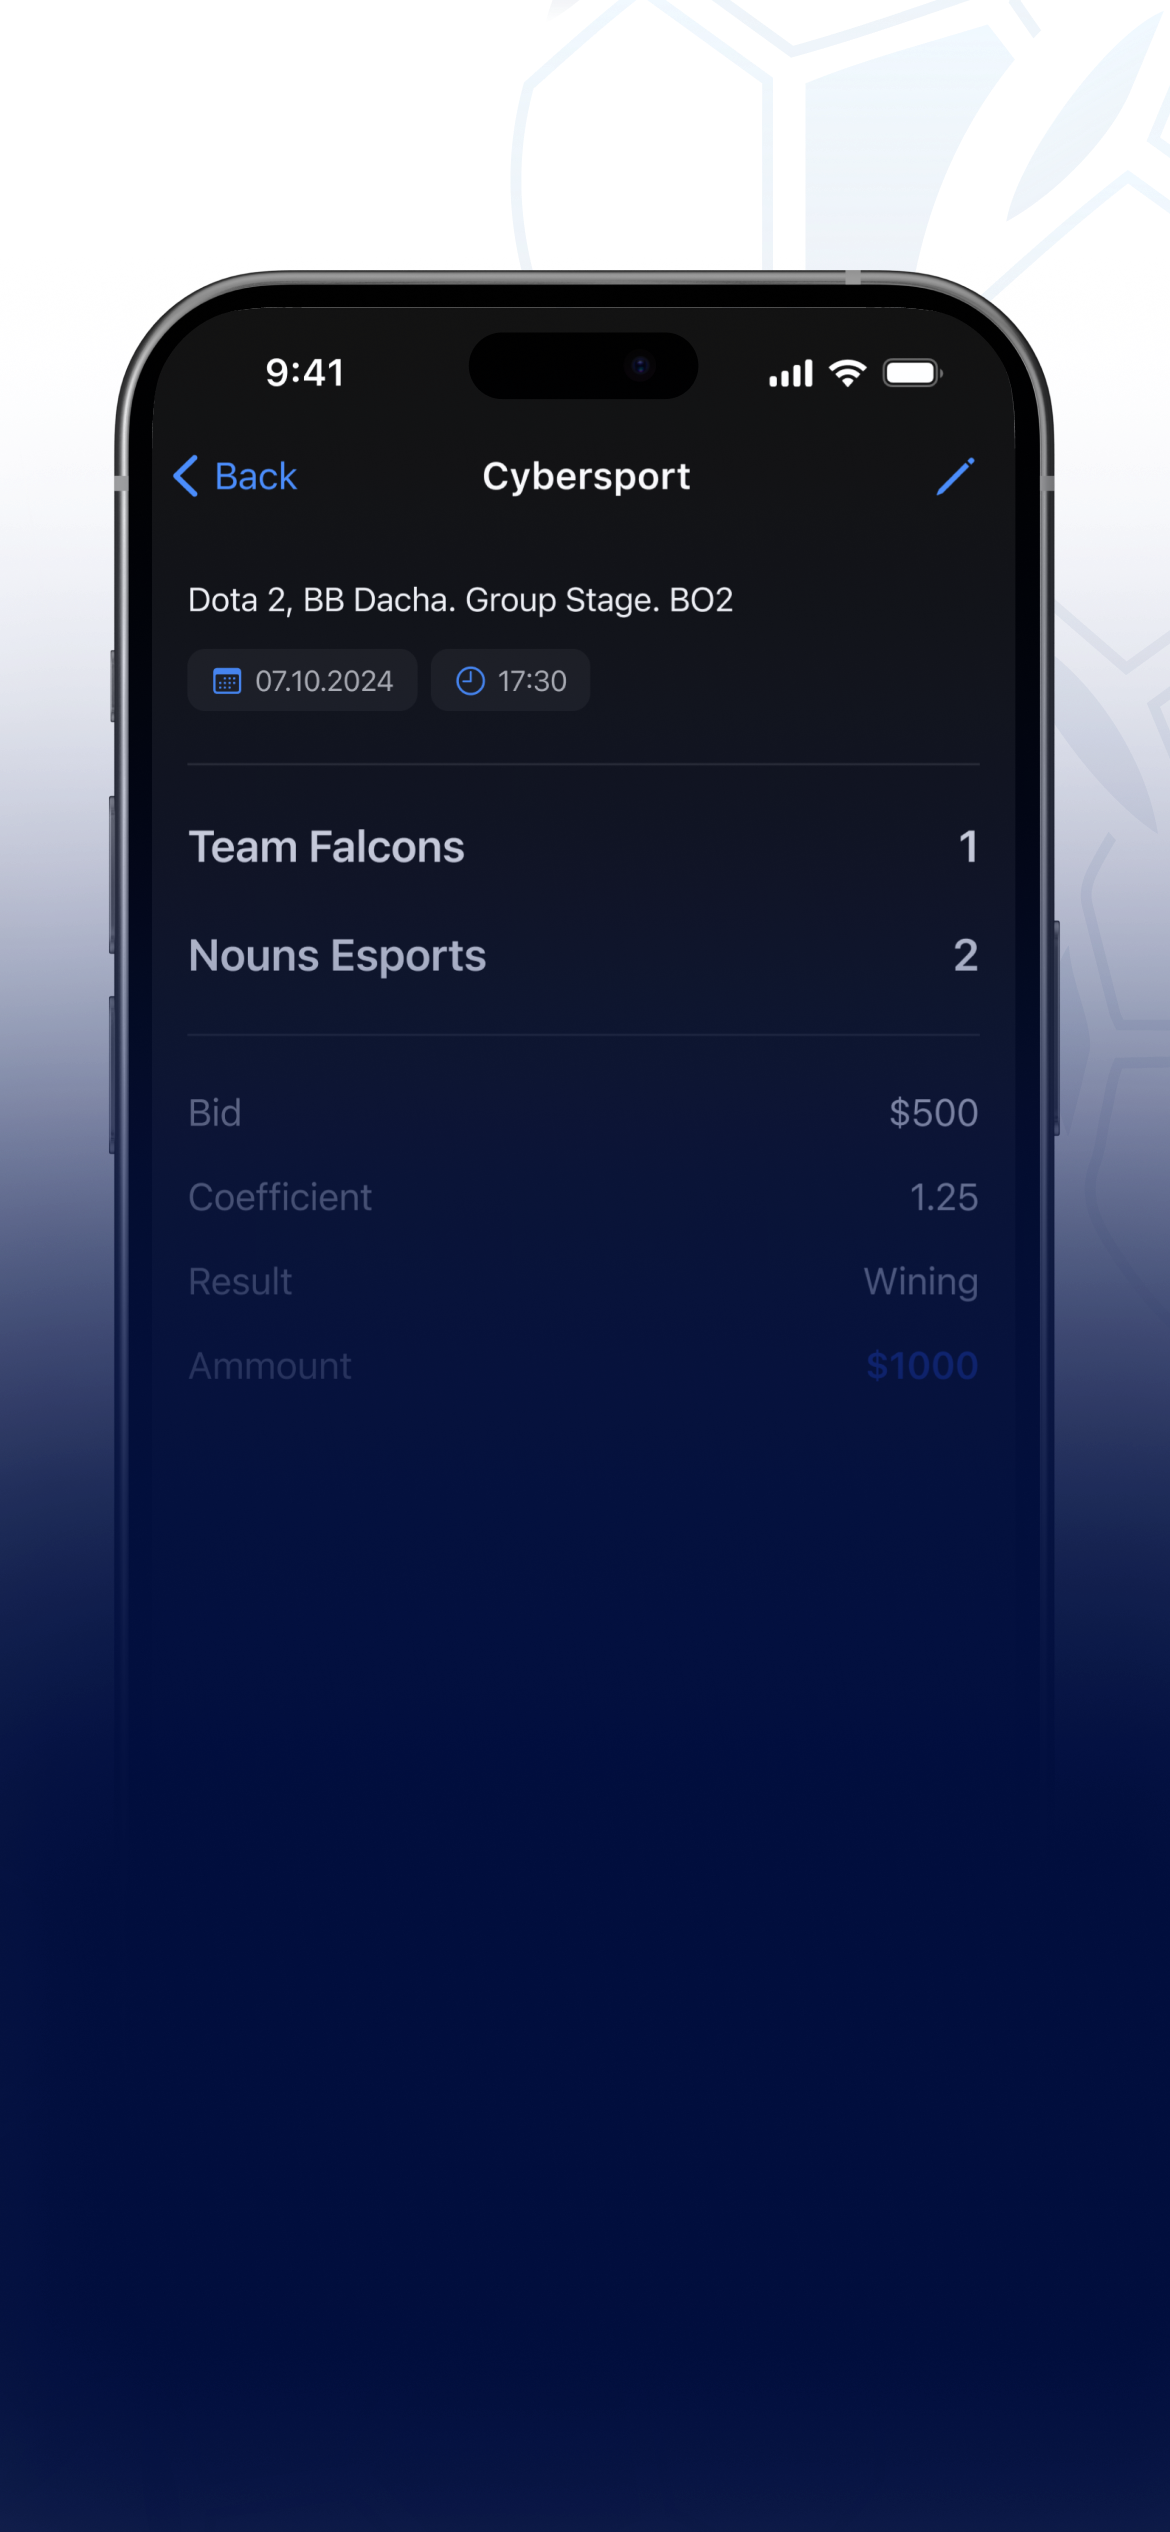 9:41
Back
Cybersport
Dota 2, BB Dacha. Group Stage. BO2
07.10.2024 17:30
Team Falcons 1
Nouns Esports 2
Bid $500
Coefficient 1.25
Result Wining
Ammount $1000